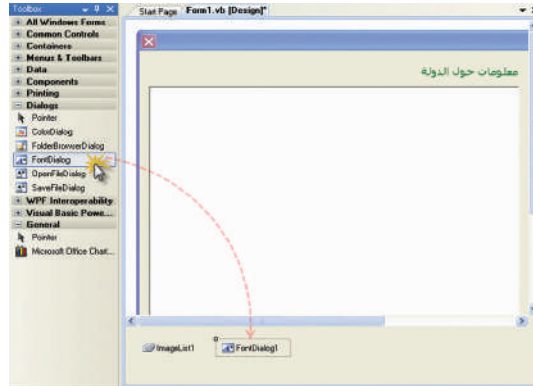 Toolbox
All Windows Forms
Common Controls
Containers
Menus & Toolbars
Data
Components
Printing
Dialogs
Pointer
ColorDialog
FolderBrowserDialog
FontDialog
OpenFileDialog
SaveFileDialog
WPF Interoperability
Visual Basic Powe...
General
Pointer
Microsoft Office Chart...
Start Page
Form1.vb [Design]*
معلومات حول الدولة
ImageList1
FontDialog1